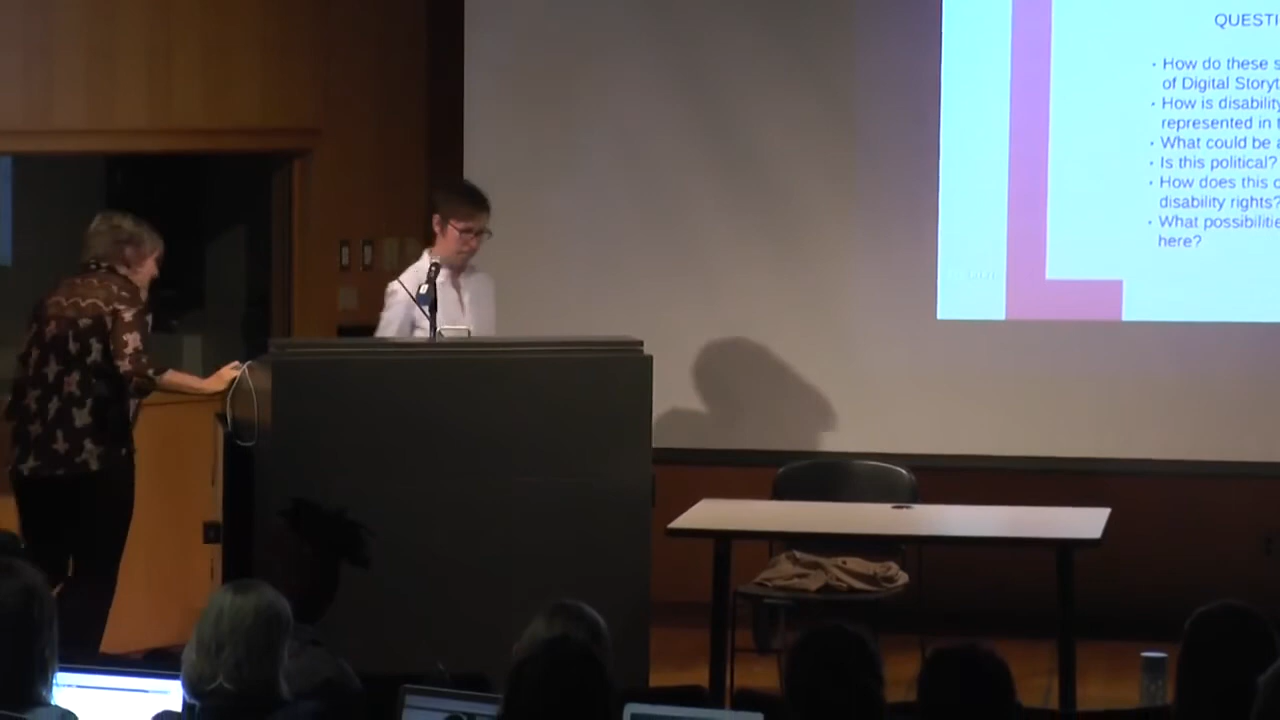 QUESTI
· How do these s
of Digital Storyt
· How is disability
represented in t
· What could be a
· Is this political?
· How does this c
disability rights?
· What possibilitie
here?